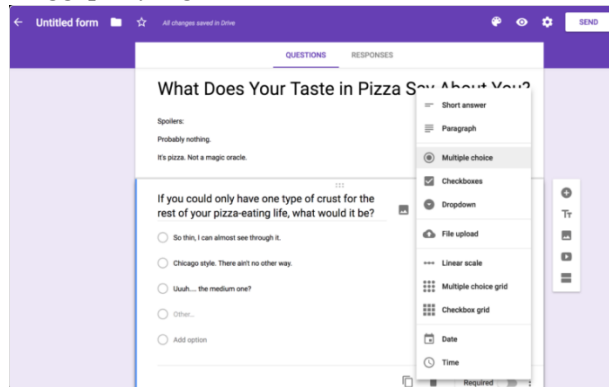 Untitled form
All changes saved in Drive
SEND
QUESTIONS
RESPONSES
What Does Your Taste in Pizza Say About You?
Spoilers:
Probably nothing.
It's pizza. Not a magic oracle.
If you could only have one type of crust for the
rest of your pizza-eating life, what would it be?
So thin, I can almost see through it.
Chicago style. There ain't no other way.
Uuuh.... the medium one?
Other...
Add option
Short answer
Paragraph
Multiple choice
Checkboxes
Dropdown
File upload
Linear scale
Multiple choice grid
Checkbox grid
Date
Time
Required
Tт